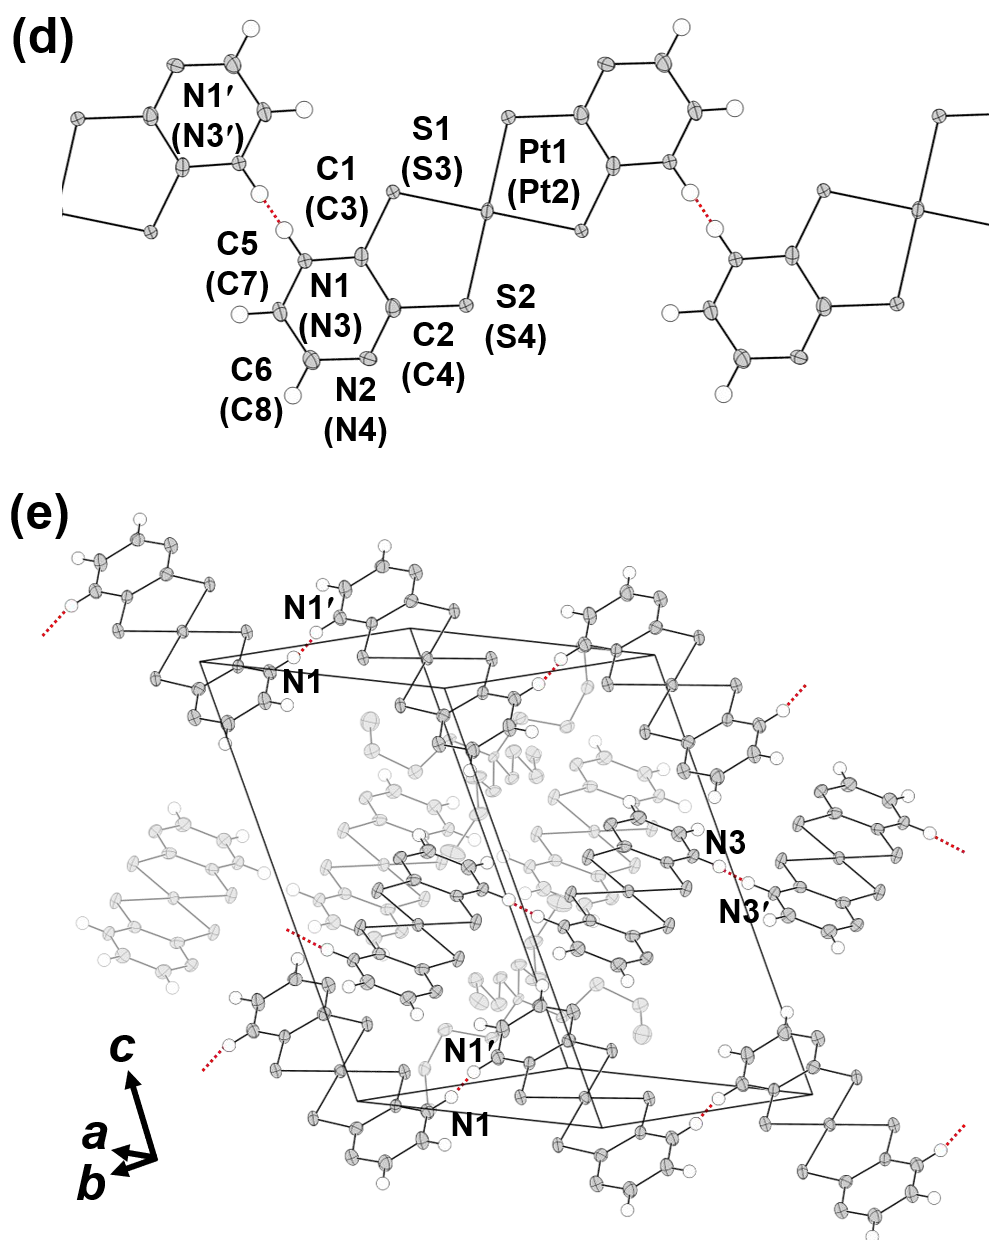 (d)
N1′
(N3′)
S1
(S3)
Pt1
(Pt2)
C1
(C3)
C5
(C7)
N1
(N3)
S2
(S4)
C2
(C4)
C6
(C8)
N2
(N4)
(e)
N1′
N1
N3
N3′
N1′
N1
c
a
b